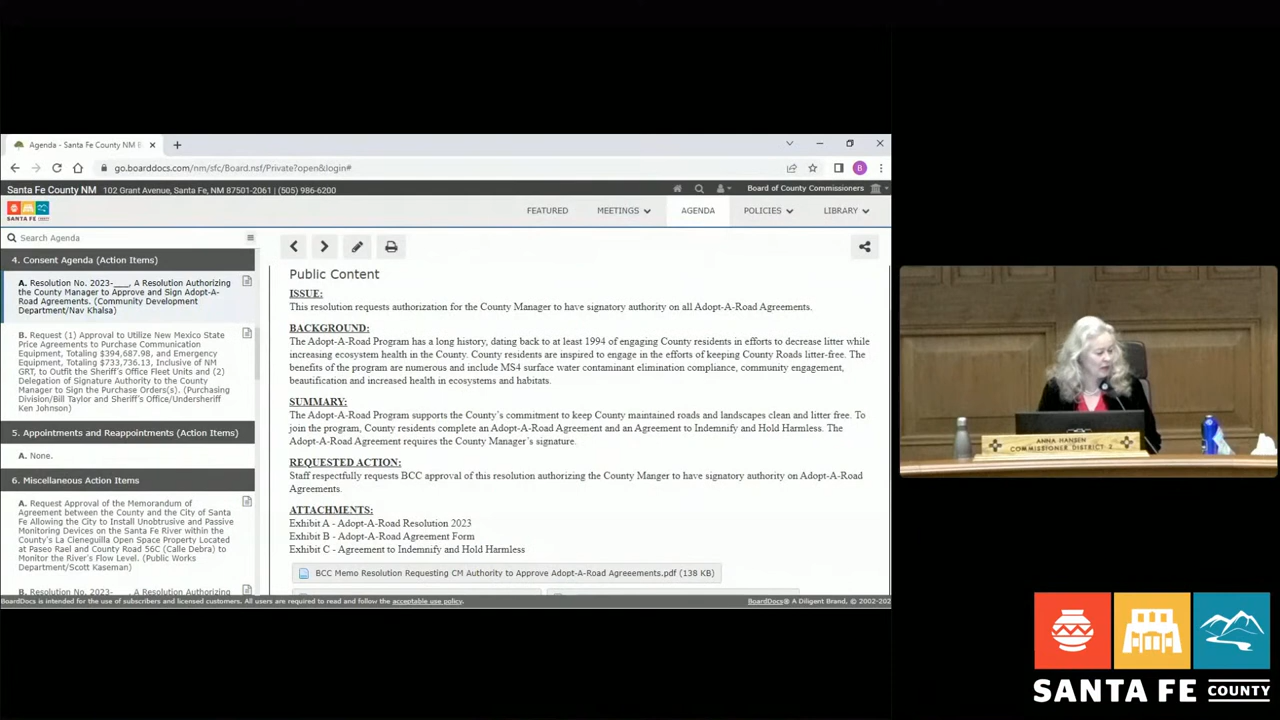 Agenda - Santa Fe County NM B
go.boarddocs.com/nm/sfc/Board.nsf/Private?open&login#
B
Santa Fe County NM 102 Grant Avenue, Santa Fe, NM 87501-2061 | (505) 986-6200
Board of County Commissioners
SANTA FE
FEATURED MEETINGS AGENDA POLICIES LIBRARY
Search Agenda
4. Consent Agenda (Action Items)
A. Resolution No. 2023-___, A Resolution Authorizing
the County Manager to Approve and Sign Adopt-A-
Road Agreements. (Community Development
Department/Nav Khalsa)
B. Request (1) Approval to Utilize New Mexico State
Price Agreements to Purchase Communication
Equipment, Totaling $394,687.98, and Emergency
Equipment, Totaling $733,736.13, Inclusive of NM
GRT, to Outfit the Sheriff's Office Fleet Units and (2)
Delegation of Signature Authority to the County
Manager to Sign the Purchase Orders(s). (Purchasing
Division/Bill Taylor and Sheriff's Office/Undersheriff
Ken Johnson)
5. Appointments and Reappointments (Action Items)
A. None.
6. Miscellaneous Action Items
A. Request Approval of the Memorandum of
Agreement between the County and the City of Santa
Fe Allowing the City to Install Unobtrusive and Passive
Monitoring Devices on the Santa Fe River within the
County's La Cieneguilla Open Space Property Located
at Paseo Rael and County Road 56C (Calle Debra) to
Monitor the River's Flow Level. (Public Works
Department/Scott Kaseman)
B. Resolution No. 2023-___, A Resolution Authorizing
Public Content
ISSUE:
This resolution requests authorization for the County Manager to have signatory authority on all Adopt-A-Road Agreements.
BACKGROUND:
The Adopt-A-Road Program has a long history, dating back to at least 1994 of engaging County residents in efforts to decrease litter while
increasing ecosystem health in the County. County residents are inspired to engage in the efforts of keeping County Roads litter-free. The
benefits of the program are numerous and include MS4 surface water contaminant elimination compliance, community engagement,
beautification and increased health in ecosystems and habitats.
SUMMARY:
The Adopt-A-Road Program supports the County's commitment to keep County maintained roads and landscapes clean and litter free. To
join the program, County residents complete an Adopt-A-Road Agreement and an Agreement to Indemnify and Hold Harmless. The
Adopt-A-Road Agreement requires the County Manager's signature.
REQUESTED ACTION:
Staff respectfully requests BCC approval of this resolution authorizing the County Manger to have signatory authority on Adopt-A-Road
Agreements.
ATTACHMENTS:
Exhibit A - Adopt-A-Road Resolution 2023
Exhibit B - Adopt-A-Road Agreement Form
Exhibit C - Agreement to Indemnify and Hold Harmless
BCC Memo Resolution Requesting CM Authority to Approve Adopt-A-Road Agreeements.pdf (138 KB)
BoardDocs is intended for the use of subscribers and licensed customers. All users are required to read and follow the acceptable use policy.
BoardDocs® A Diligent Brand, © 2002-202
ANNA HANSEN
COMMISSIONER DISTRICT 2
SANTA FE COUNTY